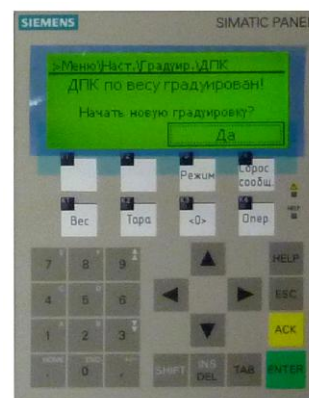 SIEMENS SIMATIC PANEL
>Меню\Наст.\Градуир.\ДПК
ДПК по весу градуирован!
Начать новую градуировку?
Да
Режим
Сброс сообщ.
Вес Тара <0> Опер.
7 8 9 HELP
4 5 6 ESC
1 2 3 ACK
. 0 SHIFT INS DEL TAB ENTER